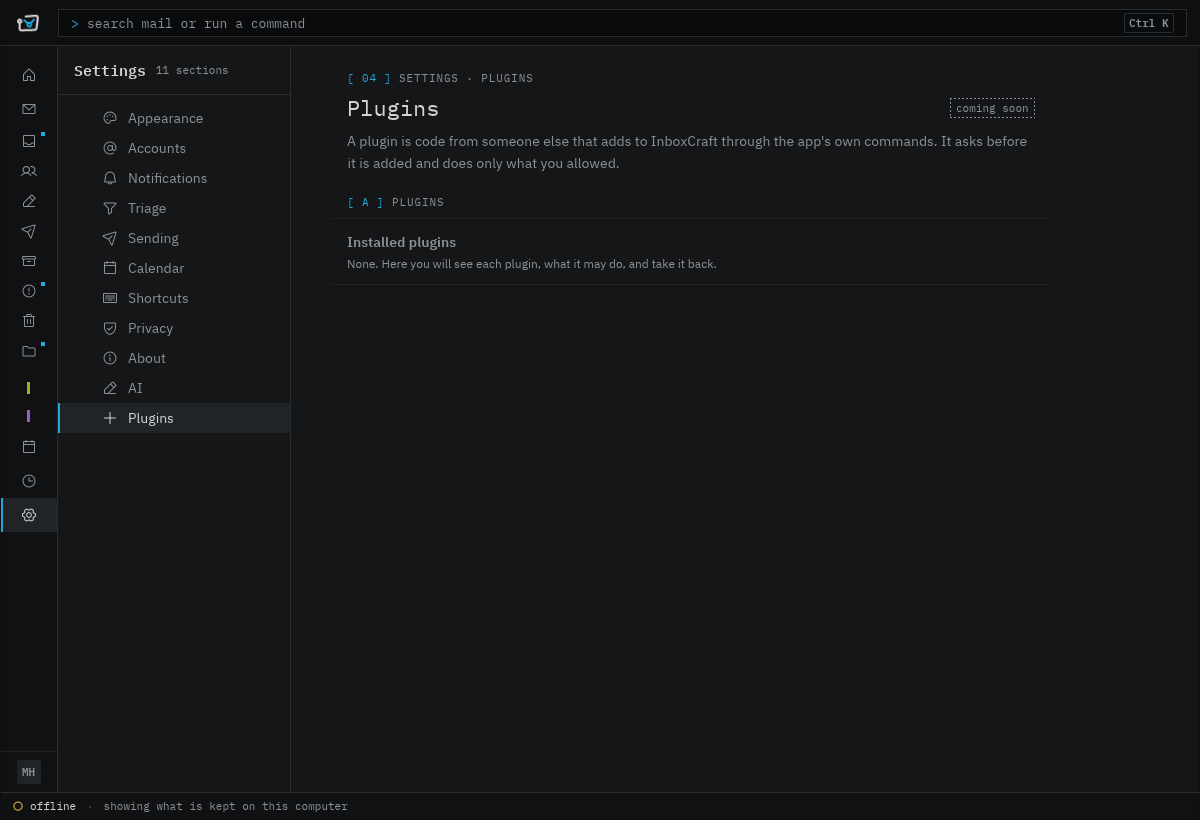 > search mail or run a command
Ctrl K
Settings 11 sections
Appearance
Accounts
Notifications
Triage
Sending
Calendar
Shortcuts
Privacy
About
AI
Plugins
[ 04 ] SETTINGS · PLUGINS
Plugins
coming soon
A plugin is code from someone else that adds to InboxCraft through the app's own commands. It asks before
it is added and does only what you allowed.
[ A ] PLUGINS
Installed plugins
None. Here you will see each plugin, what it may do, and take it back.
MH
offline · showing what is kept on this computer